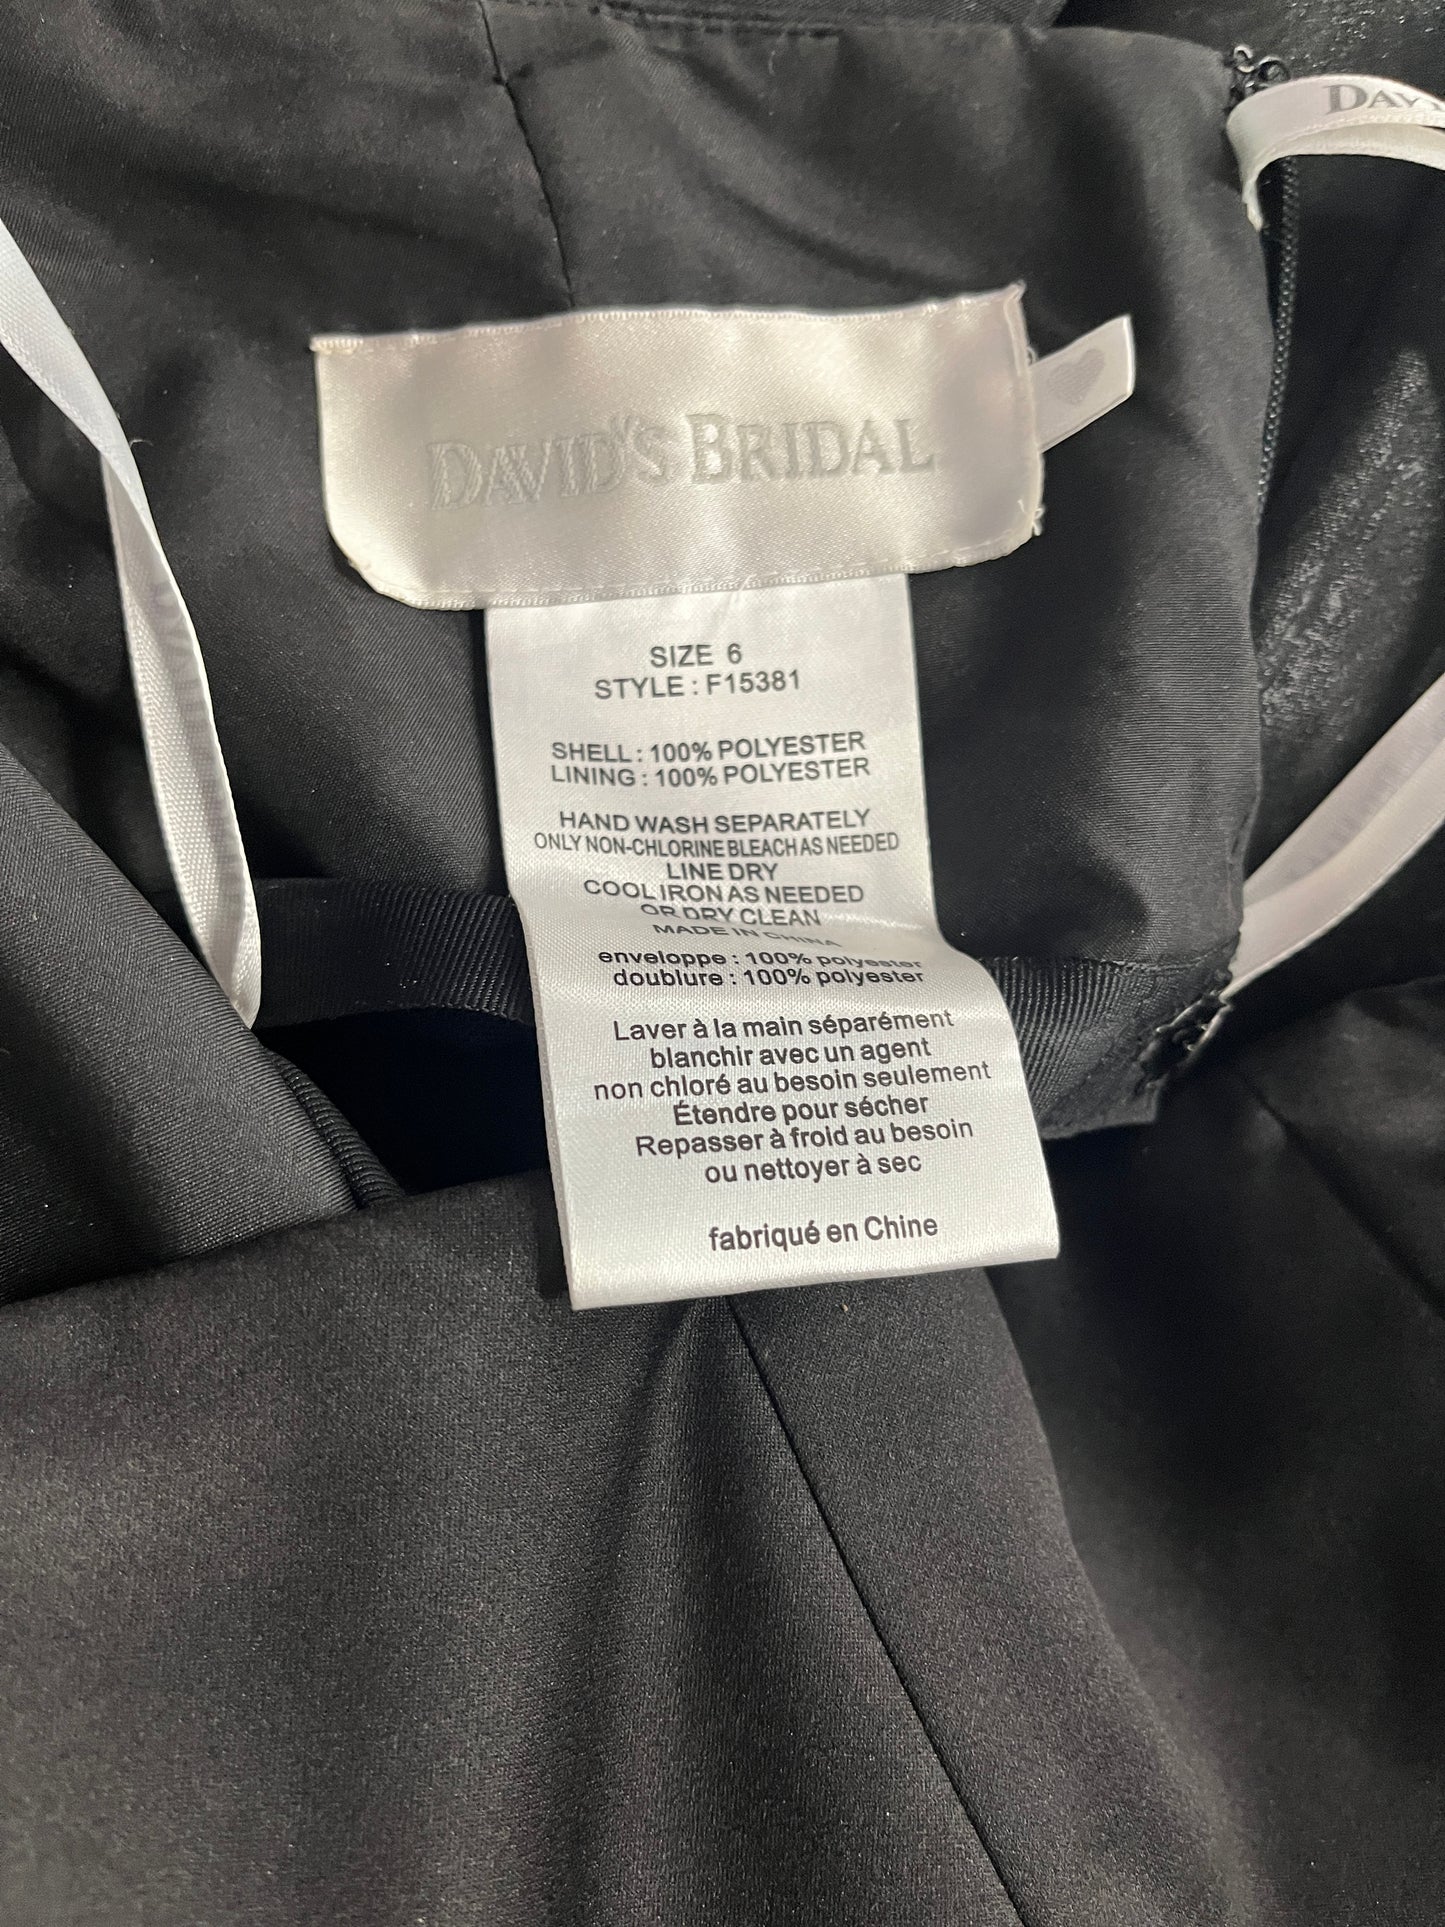 DAV
DAVID'S BRIDAL
SIZE 6
STYLE : F15381
SHELL : 100% POLYESTER
LINING : 100% POLYESTER
HAND WASH SEPARATELY
ONLY NON-CHLORINE BLEACH AS NEEDED
LINE DRY
COOL IRON AS NEEDED
OR DRY CLEAN
MADE IN CHINA
enveloppe : 100% polyester
doublure : 100% polyester
Laver à la main séparément
blanchir avec un agent
non chloré au besoin seulement
Étendre pour sécher
Repasser à froid au besoin
ou nettoyer à sec
fabriqué en Chine